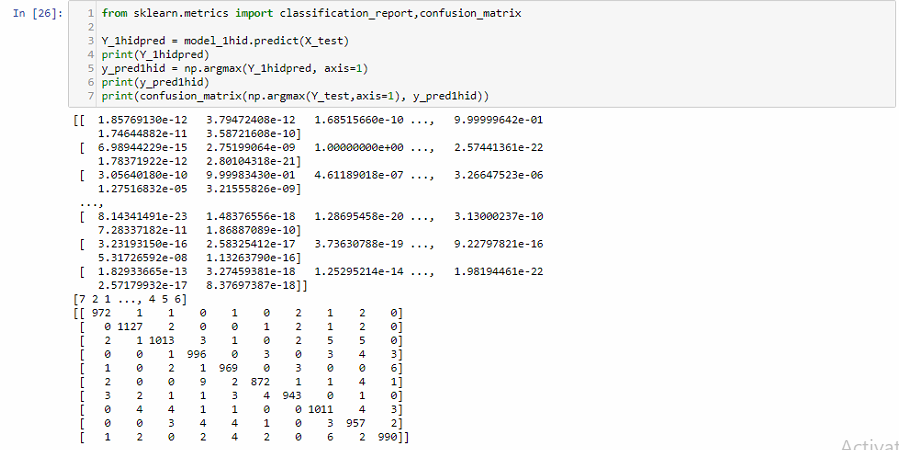 In [26]:
1 from sklearn.metrics import classification_report,confusion_matrix
2
3 Y_1hidpred = model_1hid.predict(X_test)
4 print(Y_1hidpred)
5 y_pred1hid = np.argmax(Y_1hidpred, axis=1)
6 print(y_pred1hid)
7 print(confusion_matrix(np.argmax(Y_test,axis=1), y_pred1hid))
[[ 1.85769130e-12 3.79472408e-12 1.68515660e-10 ..., 9.99999642e-01
1.74644882e-11 3.58721608e-10]
[ 6.98944229e-15 2.75199064e-09 1.00000000e+00 ..., 2.57441361e-22
1.78371922e-12 2.80104318e-21]
[ 3.05640180e-10 9.99983430e-01 4.61189018e-07 ..., 3.26647523e-06
1.27516832e-05 3.21555826e-09]
...,
[ 8.14341491e-23 1.48376556e-18 1.28695458e-20 ..., 3.13000237e-10
7.28337182e-11 1.86887089e-10]
[ 3.23193150e-16 2.58325412e-17 3.73630788e-19 ..., 9.22797821e-16
5.31726592e-08 1.13263790e-16]
[ 1.82933665e-13 3.27459381e-18 1.25295214e-14 ..., 1.98194461e-22
2.57179932e-17 8.37697387e-18]]
[7 2 1 ..., 4 5 6]
[[ 972 1 1 0 1 0 2 1 2 0]
[ 0 1127 2 0 0 1 2 1 2 0]
[ 2 1 1013 3 1 0 2 5 5 0]
[ 0 0 1 996 0 3 0 3 4 3]
[ 1 0 2 1 969 0 3 0 0 6]
[ 2 0 0 9 2 872 1 1 4 1]
[ 3 2 1 1 3 4 943 0 1 0]
[ 0 4 4 1 1 0 0 1011 4 3]
[ 0 0 3 4 4 1 0 3 957 2]
[ 1 2 0 2 4 2 0 6 2 990]]
Activat